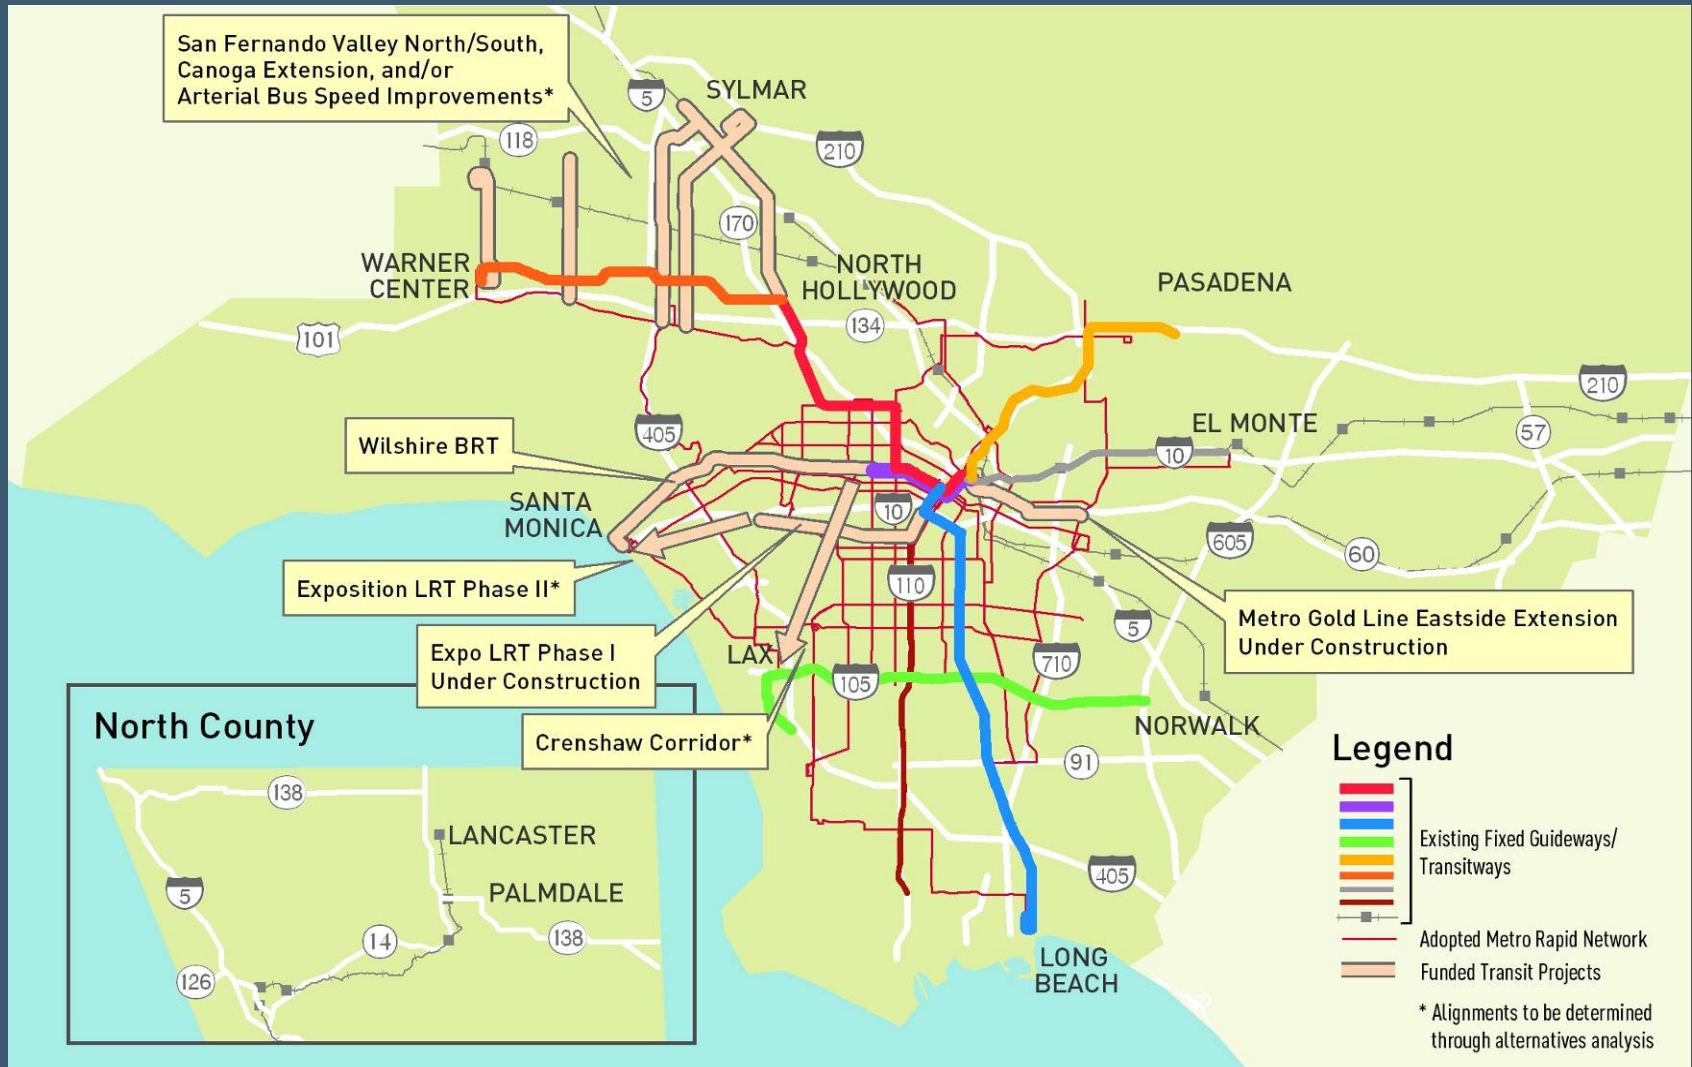 San Fernando Valley North/South,
Canoga Extension, and/or
Arterial Bus Speed Improvements*
5
SYLMAR
118
210
170
WARNER
CENTER
NORTH
HOLLYWOOD
PASADENA
101
134
210
405
EL MONTE
57
Wilshire BRT
10
SANTA
MONICA
10
605
60
Exposition LRT Phase II*
110
Metro Gold Line Eastside Extension
Under Construction
5
Expo LRT Phase I
Under Construction
LAX
105
710
NORWALK
Crenshaw Corridor*
91
405
LONG
BEACH
North County
138
LANCASTER
5
PALMDALE
14
138
126
Legend
Existing Fixed Guideways/
Transitways
Adopted Metro Rapid Network
Funded Transit Projects
* Alignments to be determined
through alternatives analysis